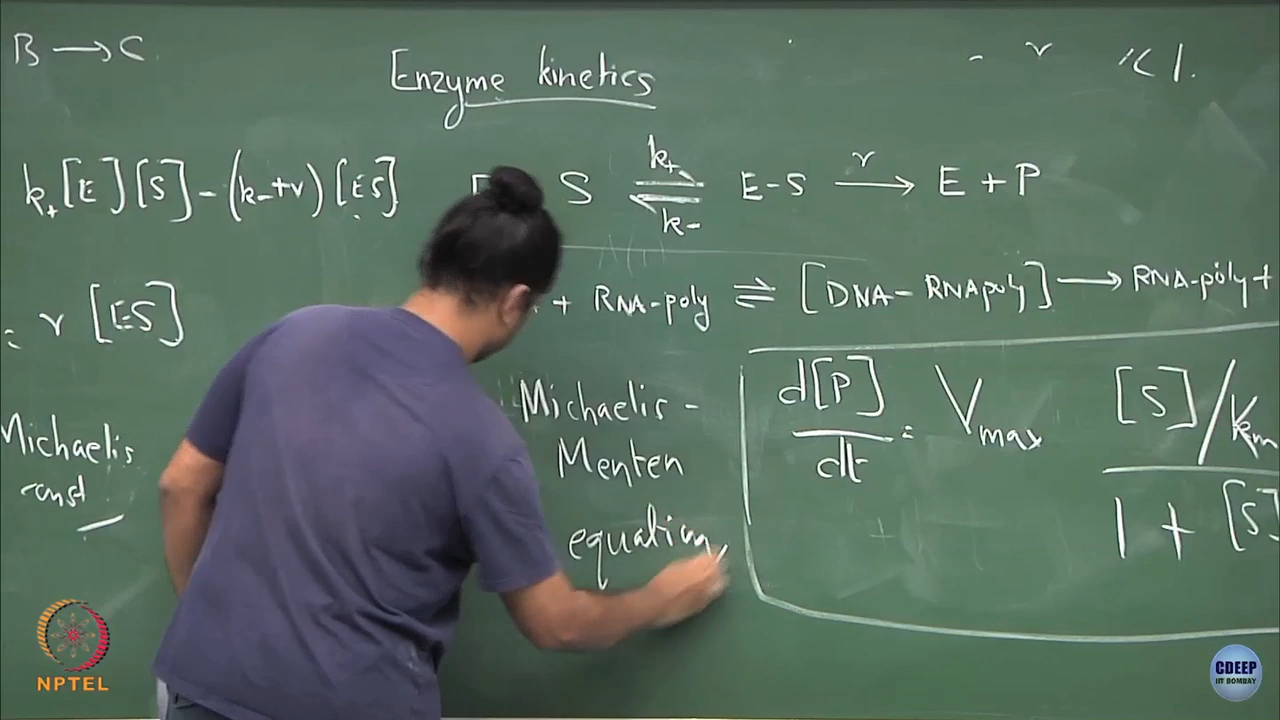 B → C
Enzyme kinetics
r << 1.
k+[E][S] - (k- + r)[ES]
S k+ ⇌ k- E-S r → E + P
+ RNA-poly ⇌ [DNA - RNApoly] → RNA-poly +
= r [ES]
Michaelis const
Michaelis -
Menten
equation
d[P]/dt = Vmax [S]/Km
1 + [S]
NPTEL
CDEEP
IIT BOMBAY